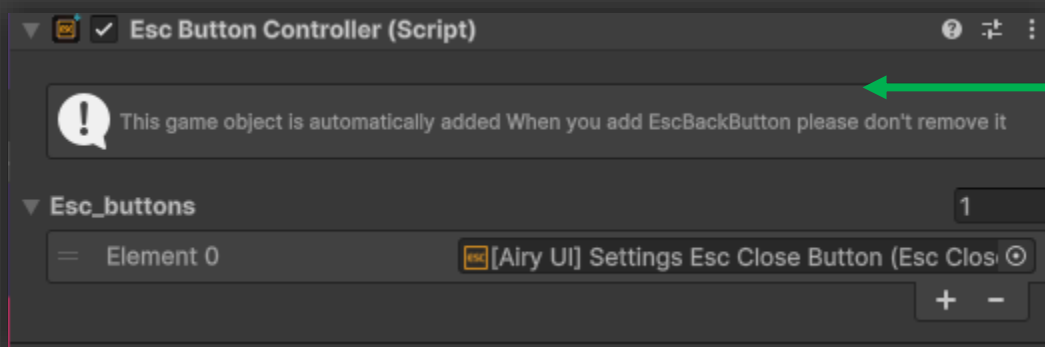 Esc Button Controller (Script)
This game object is automatically added When you add EscBackButton please don't remove it
Esc_buttons
1
Element 0
[Airy UI] Settings Esc Close Button (Esc Clos